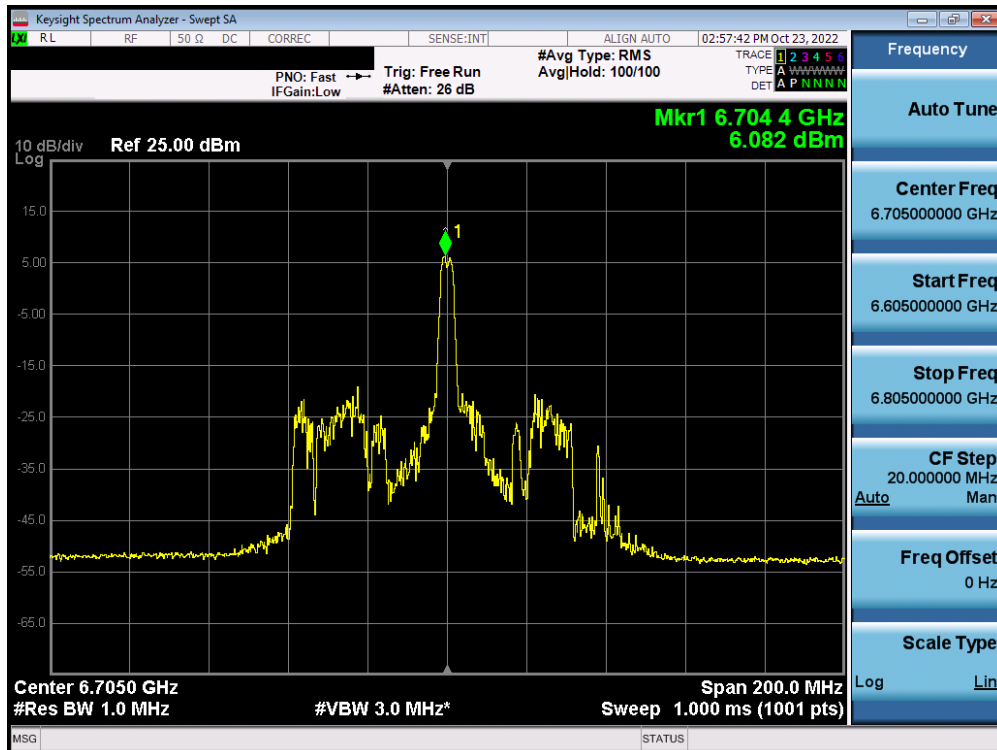 Keysight Spectrum Analyzer - Swept SA
LXI RL RF 50 Ω DC CORREC SENSE:INT ALIGN AUTO 02:57:42 PM Oct 23, 2022
PNO: Fast
IFGain:Low
Trig: Free Run
#Atten: 26 dB
#Avg Type: RMS
Avg|Hold: 100/100
TRACE 1 2 3 4 5 6
TYPE A WWWWW
DET A P N N N N
Mkr1 6.704 4 GHz
6.082 dBm
10 dB/div Ref 25.00 dBm
Log
15.0
1
5.00
-5.00
-15.0
-25.0
-35.0
-45.0
-55.0
-65.0
Center 6.7050 GHz Span 200.0 MHz
#Res BW 1.0 MHz #VBW 3.0 MHz* Sweep 1.000 ms (1001 pts)
MSG STATUS
Frequency
Auto Tune
Center Freq
6.705000000 GHz
Start Freq
6.605000000 GHz
Stop Freq
6.805000000 GHz
CF Step
20.000000 MHz
Auto Man
Freq Offset
0 Hz
Scale Type
Log Lin